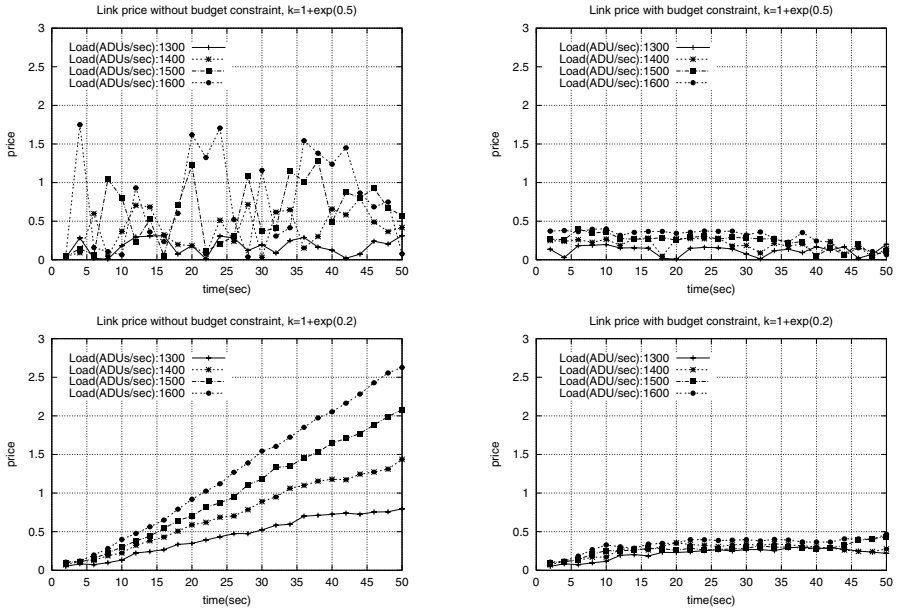 Link price without budget constraint, k=1+exp(0.5)
3
2.5
2
1.5
1
0.5
0
price
Load(ADUs/sec):1300
Load(ADUs/sec):1400
Load(ADUs/sec):1500
Load(ADUs/sec):1600
0 5 10 15 20 25 30 35 40 45 50
time(sec)
Link price with budget constraint, k=1+exp(0.5)
3
2.5
2
1.5
1
0.5
0
price
Load(ADU/sec):1300
Load(ADU/sec):1400
Load(ADU/sec):1500
Load(ADU/sec):1600
0 5 10 15 20 25 30 35 40 45 50
time(sec)
Link price without budget constraint, k=1+exp(0.2)
3
2.5
2
1.5
1
0.5
0
price
Load(ADUs/sec):1300
Load(ADUs/sec):1400
Load(ADUs/sec):1500
Load(ADUs/sec):1600
0 5 10 15 20 25 30 35 40 45 50
time(sec)
Link price with budget constraint, k=1+exp(0.2)
3
2.5
2
1.5
1
0.5
0
price
Load(ADU/sec):1300
Load(ADU/sec):1400
Load(ADU/sec):1500
Load(ADU/sec):1600
0 5 10 15 20 25 30 35 40 45 50
time(sec)